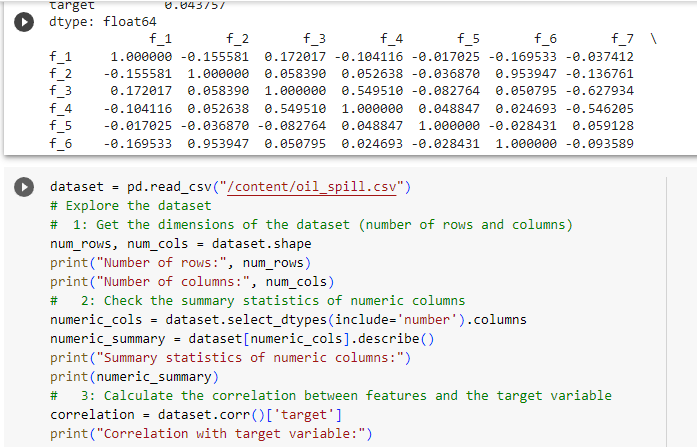 target          0.043757
dtype: float64
           f_1       f_2       f_3       f_4       f_5       f_6       f_7  \
f_1   1.000000 -0.155581  0.172017 -0.104116 -0.017025 -0.169533 -0.037412
f_2  -0.155581  1.000000  0.058390  0.052638 -0.036870  0.953947 -0.136761
f_3   0.172017  0.058390  1.000000  0.549510 -0.082764  0.050795 -0.627934
f_4  -0.104116  0.052638  0.549510  1.000000  0.048847  0.024693 -0.546205
f_5  -0.017025 -0.036870 -0.082764  0.048847  1.000000 -0.028431  0.059128
f_6  -0.169533  0.953947  0.050795  0.024693 -0.028431  1.000000 -0.093589
dataset = pd.read_csv("/content/oil_spill.csv")
# Explore the dataset
#  1: Get the dimensions of the dataset (number of rows and columns)
num_rows, num_cols = dataset.shape
print("Number of rows:", num_rows)
print("Number of columns:", num_cols)
#   2: Check the summary statistics of numeric columns
numeric_cols = dataset.select_dtypes(include='number').columns
numeric_summary = dataset[numeric_cols].describe()
print("Summary statistics of numeric columns:")
print(numeric_summary)
#   3: Calculate the correlation between features and the target variable
correlation = dataset.corr()['target']
print("Correlation with target variable:")